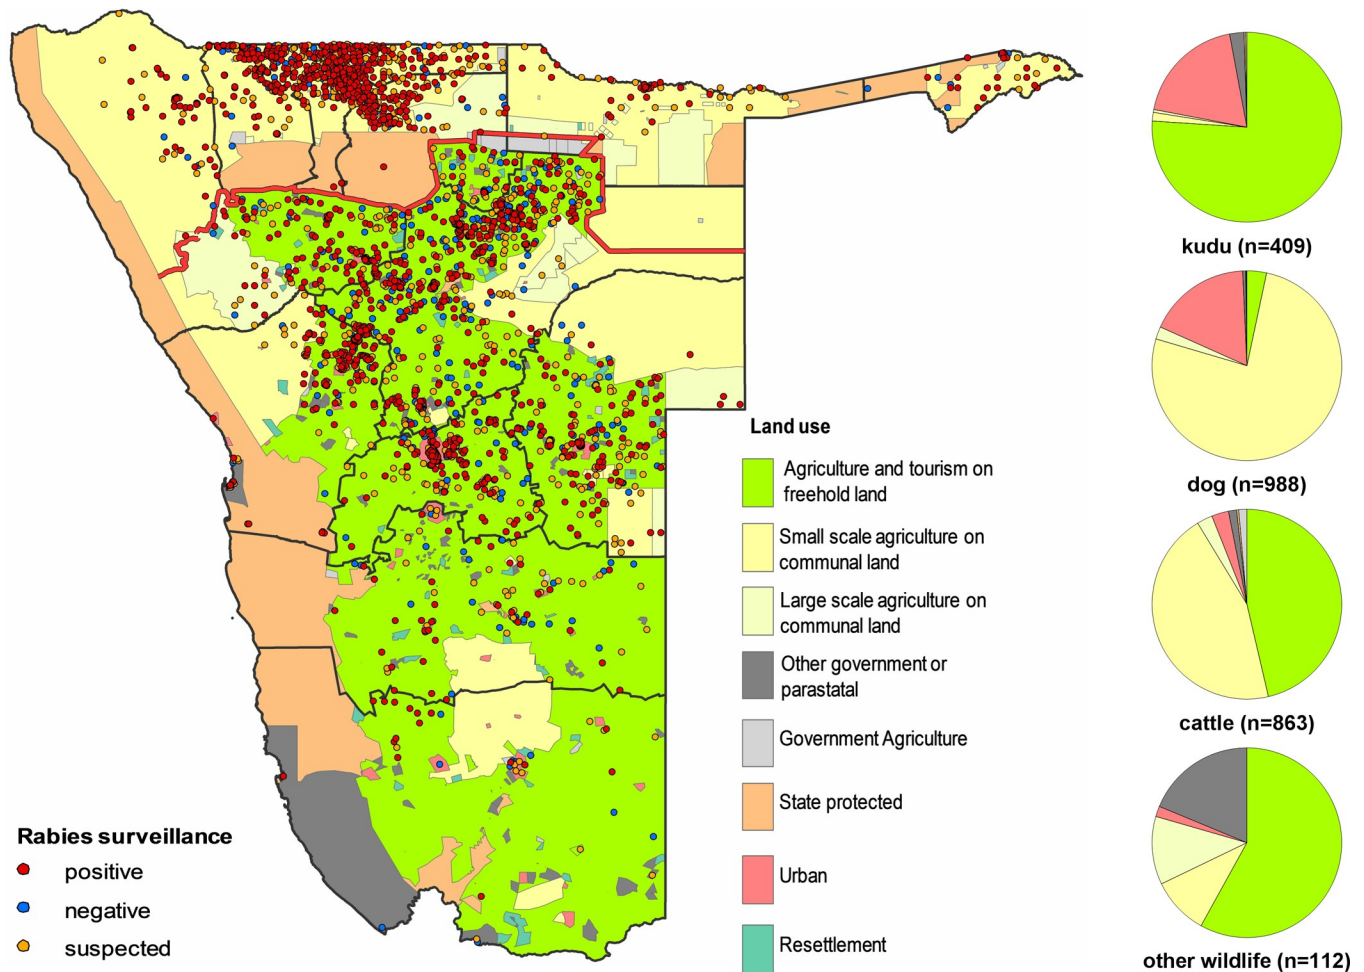 kudu (n=409)
dog (n=988)
cattle (n=863)
other wildlife (n=112)
Land use
Agriculture and tourism on
freehold land
Small scale agriculture on
communal land
Large scale agriculture on
communal land
Other government or
parastatal
Government Agriculture
State protected
Urban
Resettlement
Rabies surveillance
positive
negative
suspected